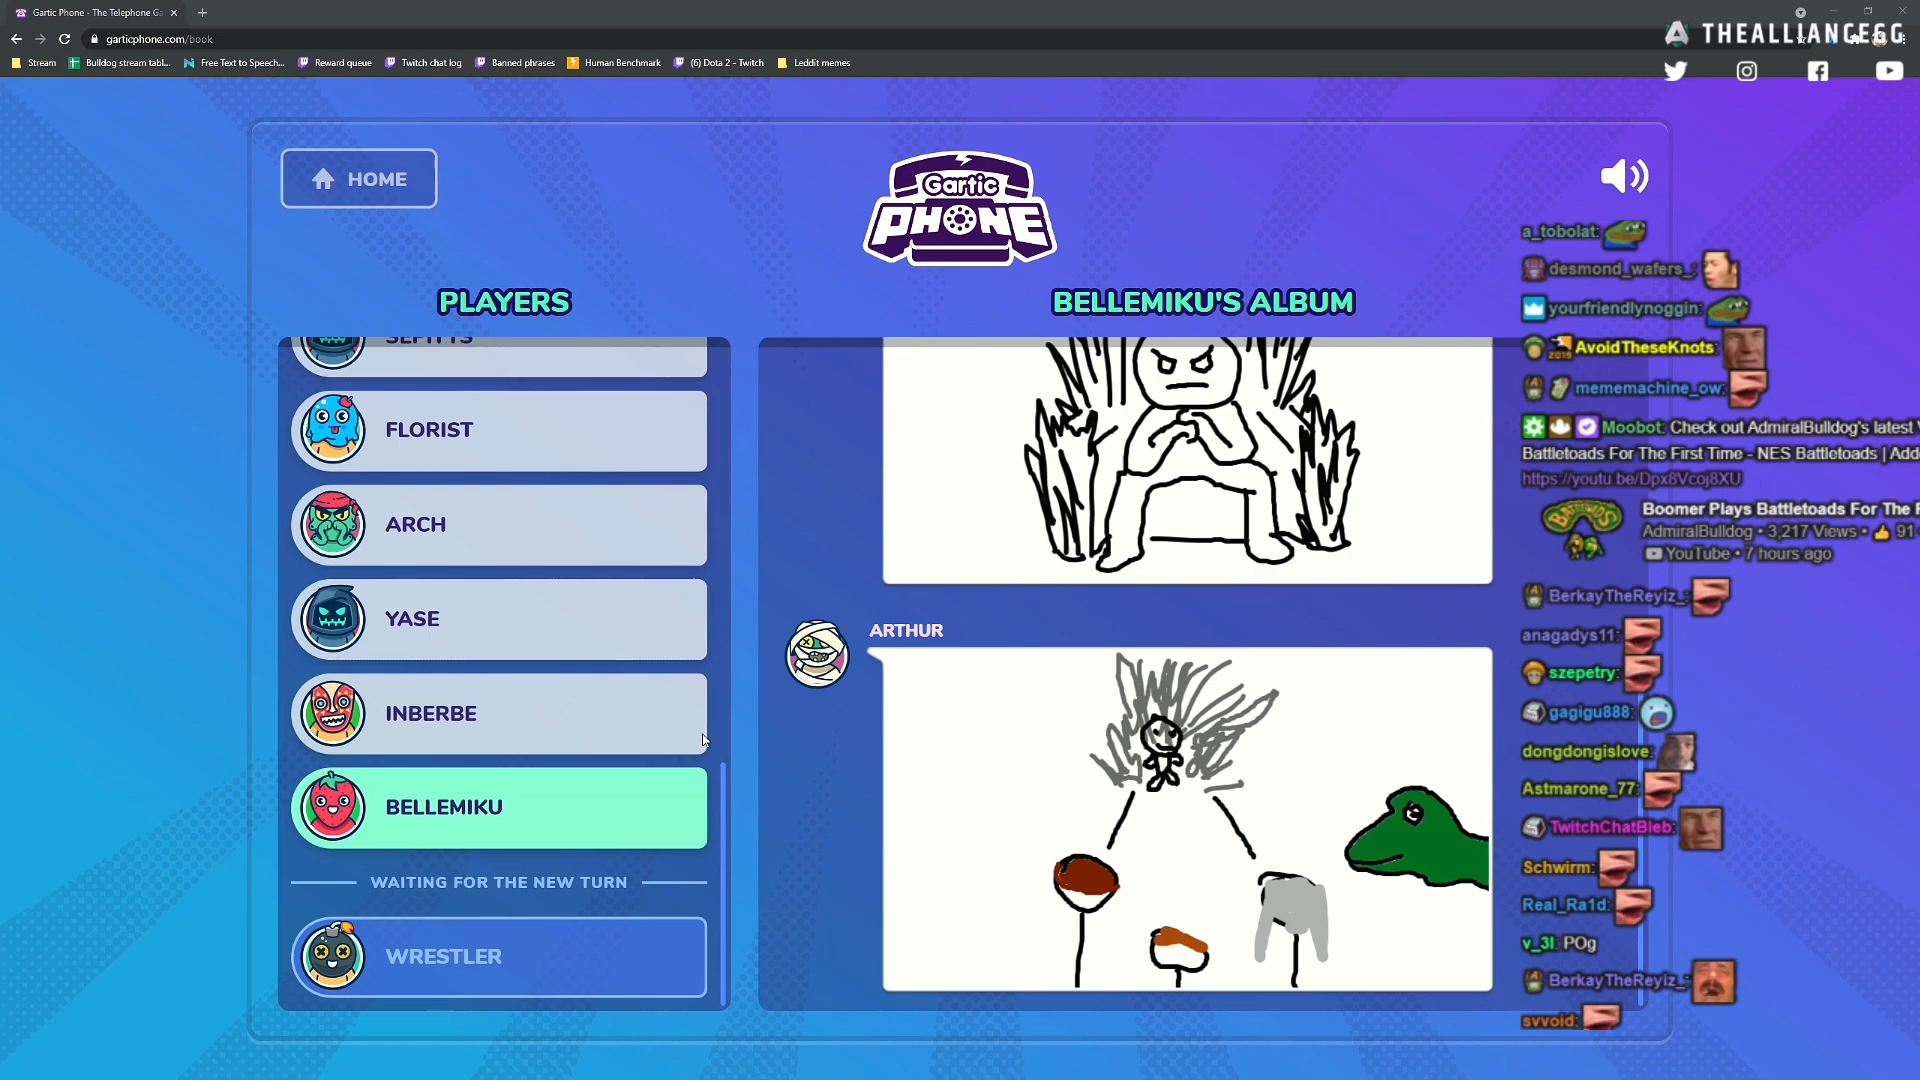 Gartic Phone - The Telephone Ga
garticphone.com/book
THEALLIANCEGG
Stream
Bulldog stream tabl...
Free Text to Speech...
Reward queue
Twitch chat log
Banned phrases
Human Benchmark
(6) Dota 2 - Twitch
Leddit memes
HOME
Gartic
PHONE
PLAYERS
BELLEMIKU'S ALBUM
FLORIST
ARCH
YASE
INBERBE
BELLEMIKU
WAITING FOR THE NEW TURN
WRESTLER
ARTHUR
a_tobolat:
desmond_wafers_:
yourfriendlynoggin:
2019 AvoidTheseKnots:
mememachine_ow:
Moobot: Check out AdmiralBulldog's latest
Battletoads For The First Time - NES Battletoads | Add
https://youtu.be/Dpx8Vcoj8XU
Boomer Plays Battletoads For The F
AdmiralBulldog • 3,217 Views • 👍 91
YouTube • 7 hours ago
BerkayTheReyiz_:
anagadys11:
szepetry:
gagigu888:
dongdongislove:
Astmarone_77:
TwitchChatBleb:
Schwirm:
Real_Ra1d:
v_3l: POg
BerkayTheReyiz_:
svvoid: